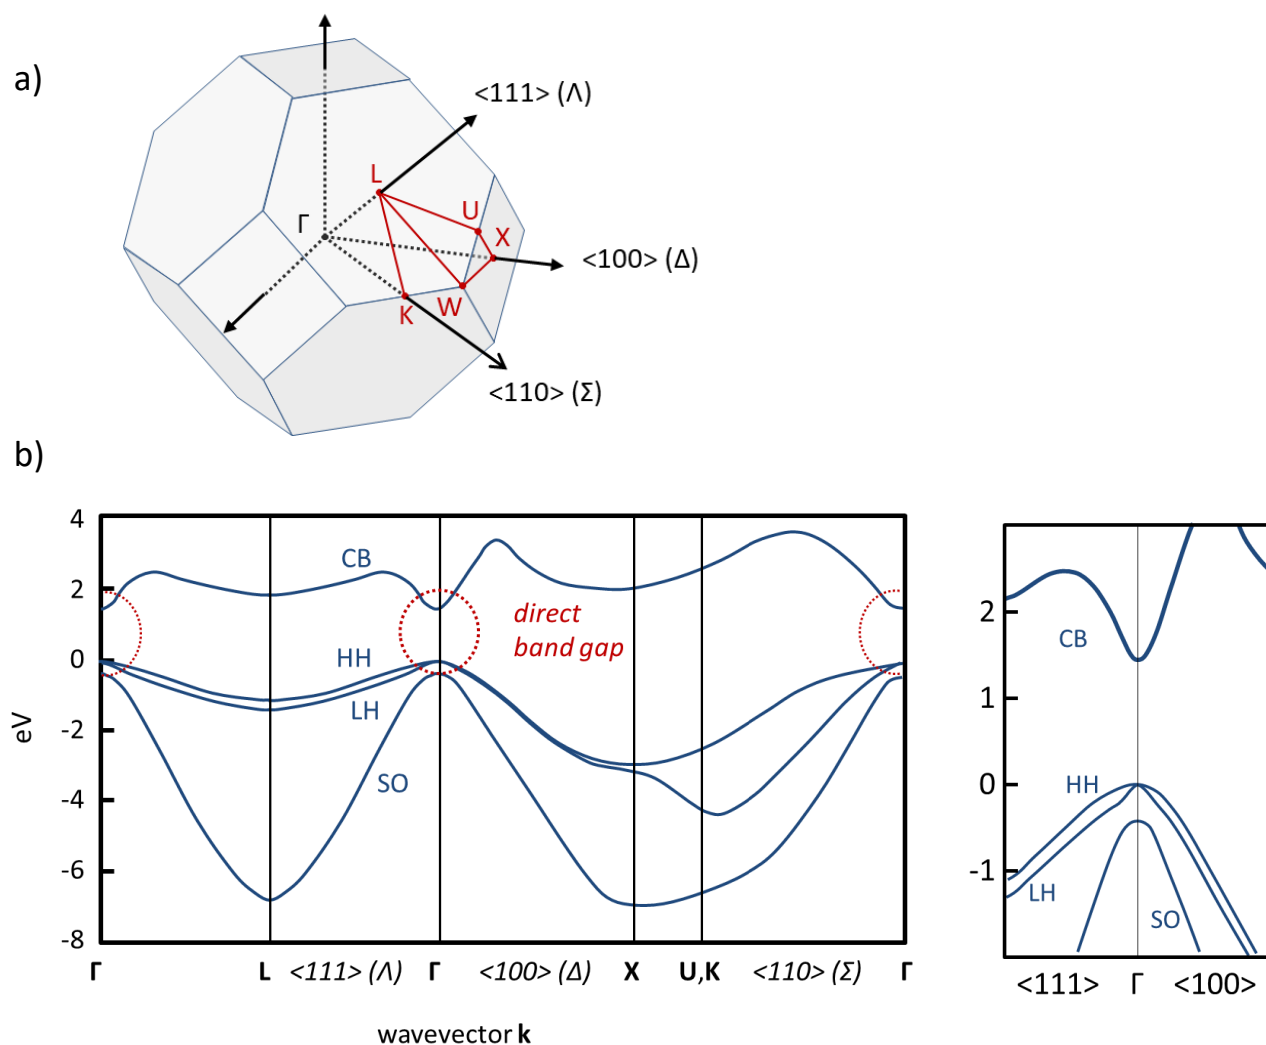 a)
<111> (Λ)
L
Γ
U
X
<100> (Δ)
K
W
<110> (Σ)
b)
4
2
0
-2
-4
-6
-8
eV
CB
HH
LH
SO
direct
band gap
Γ L <111> (Λ) Γ <100> (Δ) X U,K <110> (Σ) Γ
wavevector k
2
1
0
-1
CB
HH
LH
SO
<111> Γ <100>